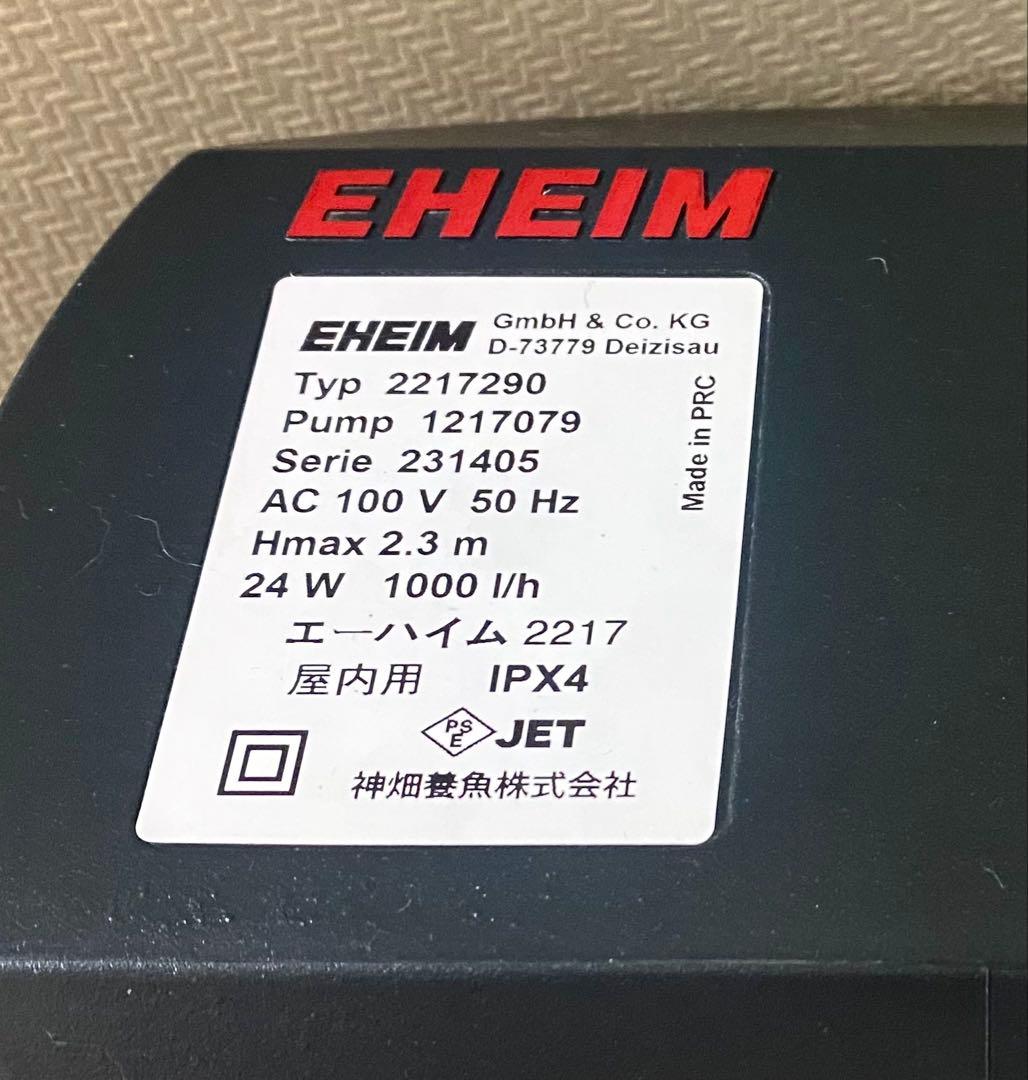 EHEIM
EHEIM GmbH & Co. KG
D-73779 Deizisau
Typ 2217290
Pump 1217079
Serie 231405
AC 100 V 50 Hz
Hmax 2.3 m
24 W 1000 l/h
Made in PRC
エーハイム 2217
屋内用 IPX4
PSE JET
神畑養魚株式会社